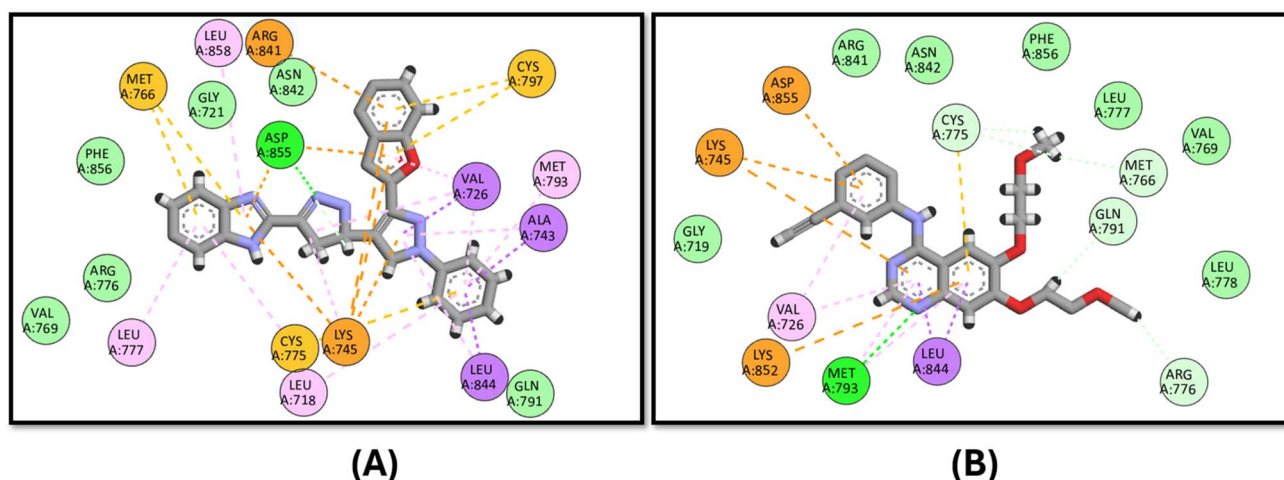 LEU
A:858
ARG
A:841
MET
A:766
GLY
A:721
ASN
A:842
CYS
A:797
ASP
A:855
PHE
A:856
VAL
A:726
MET
A:793
ALA
A:743
ARG
A:776
VAL
A:769
LEU
A:777
CYS
A:775
LYS
A:745
LEU
A:718
LEU
A:844
GLN
A:791
(A)
ARG
A:841
ASN
A:842
PHE
A:856
ASP
A:855
LEU
A:777
CYS
A:775
VAL
A:769
LYS
A:745
MET
A:766
GLN
A:791
GLY
A:719
LEU
A:778
VAL
A:726
LYS
A:852
MET
A:793
LEU
A:844
ARG
A:776
(B)